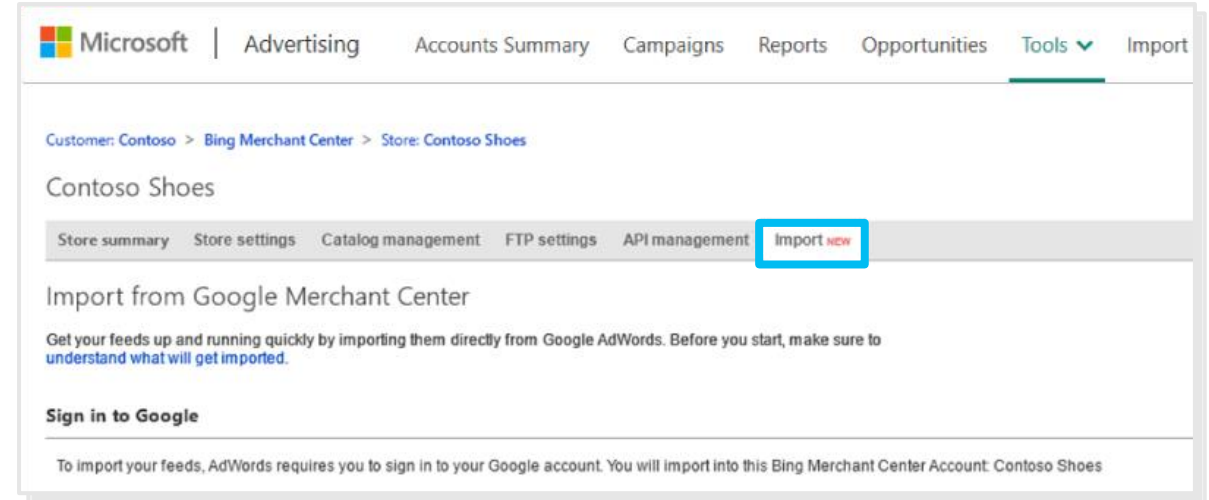 Microsoft | Advertising Accounts Summary Campaigns Reports Opportunities Tools Import
Customer: Contoso > Bing Merchant Center > Store: Contoso Shoes
Contoso Shoes
Store summary Store settings Catalog management FTP settings API management Import NEW
Import from Google Merchant Center
Get your feeds up and running quickly by importing them directly from Google AdWords. Before you start, make sure to
understand what will get imported.
Sign in to Google
To import your feeds, AdWords requires you to sign in to your Google account. You will import into this Bing Merchant Center Account: Contoso Shoes